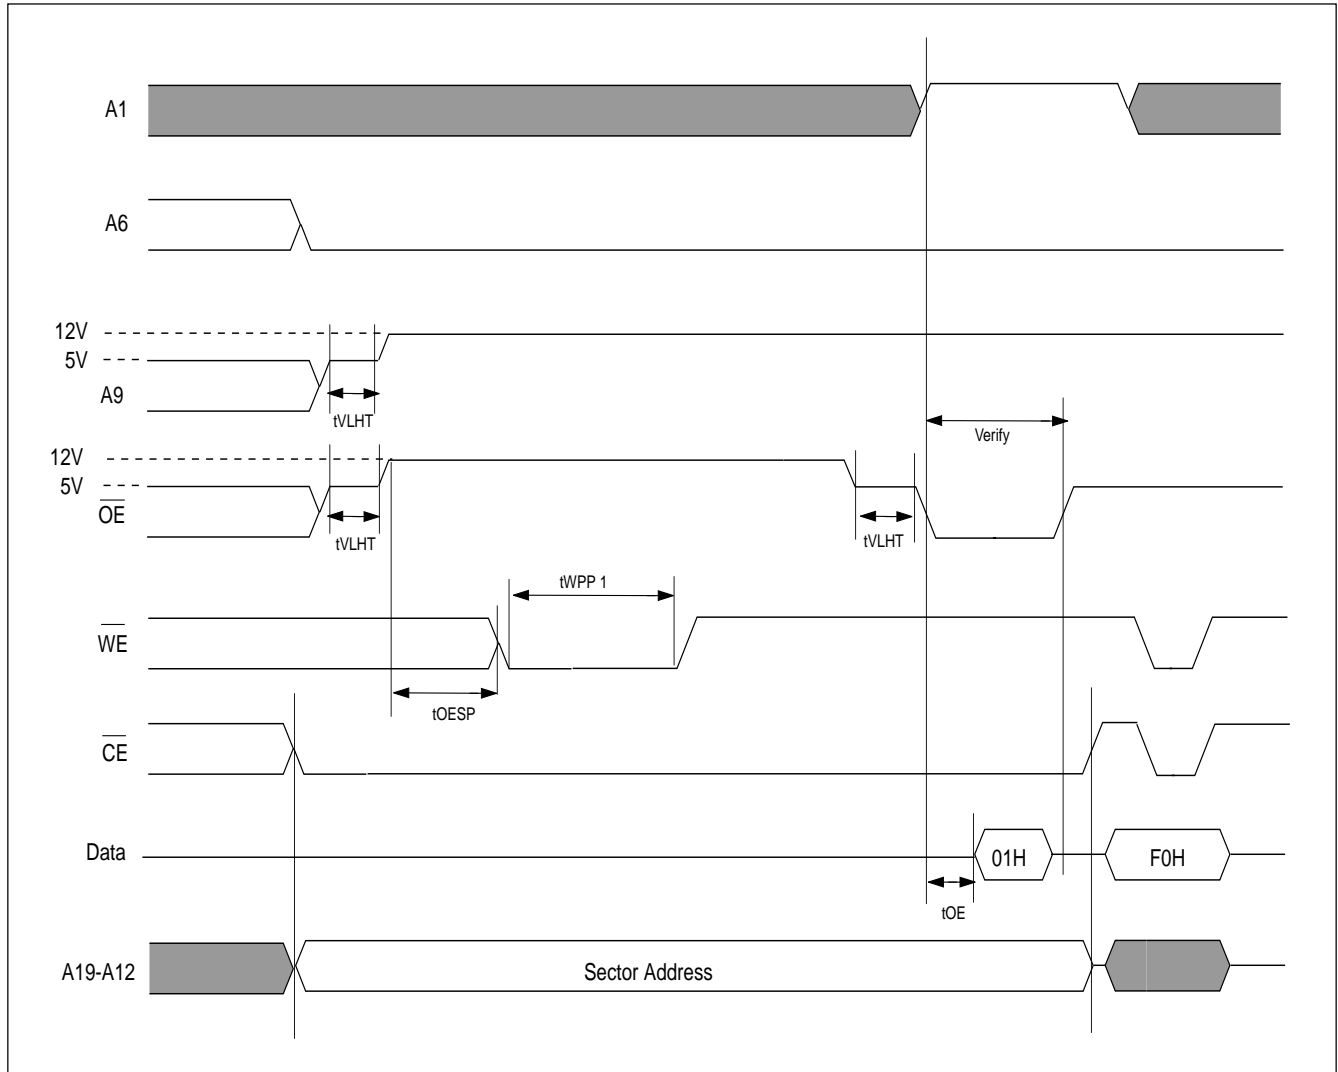 A1
A6
12V
5V
A9
tVLHT
Verify
12V
5V
OE
tVLHT
tVLHT
tWPP 1
WE
tOESP
CE
Data
01H
F0H
tOE
A19-A12
Sector Address